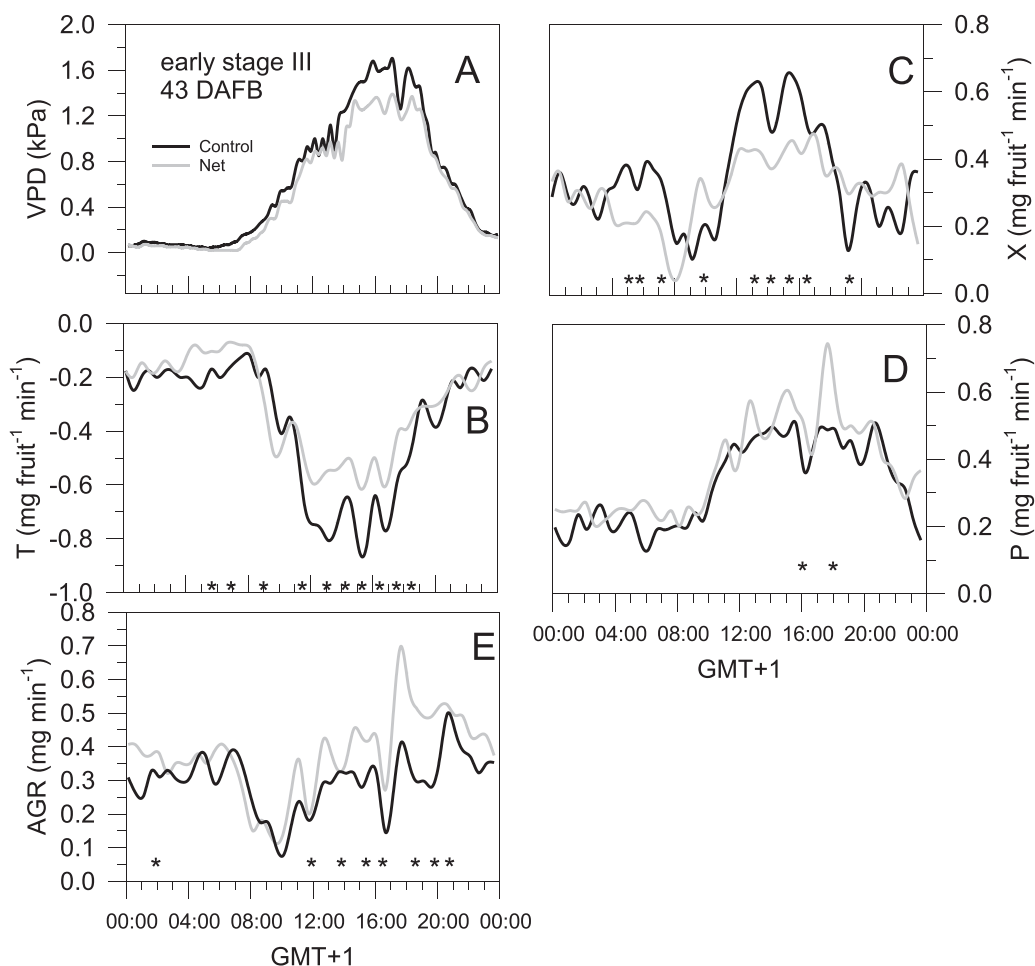 2.0
1.6
1.2
0.8
0.4
0.0
VPD (kPa)
early stage III
43 DAFB
Control
Net
A
0.8
0.6
0.4
0.2
0.0
X (mg fruit⁻¹ min⁻¹)
C
** * * * * * * *
0.0
-0.2
-0.4
-0.6
-0.8
-1.0
T (mg fruit⁻¹ min⁻¹)
B
* * * * * * * * * *
0.8
0.6
0.4
0.2
0.0
P (mg fruit⁻¹ min⁻¹)
D
* *
00:00 04:00 08:00 12:00 16:00 20:00 00:00
GMT+1
0.8
0.7
0.6
0.5
0.4
0.3
0.2
0.1
0.0
AGR (mg min⁻¹)
E
* * * * * * * *
00:00 04:00 08:00 12:00 16:00 20:00 00:00
GMT+1